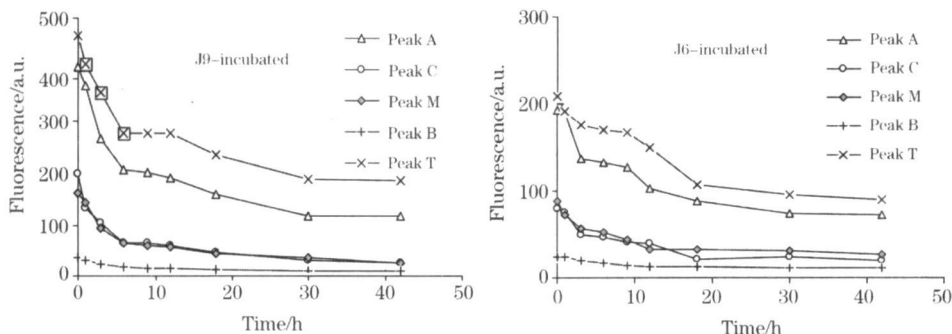 500
400
300
200
100
0
Fluorescence/a.u.
J9-incubated
Peak A
Peak C
Peak M
Peak B
Peak T
0 10 20 30 40 50
Time/h
300
200
100
0
Fluorescence/a.u.
J6-incubated
Peak A
Peak C
Peak M
Peak B
Peak T
0 10 20 30 40 50
Time/h